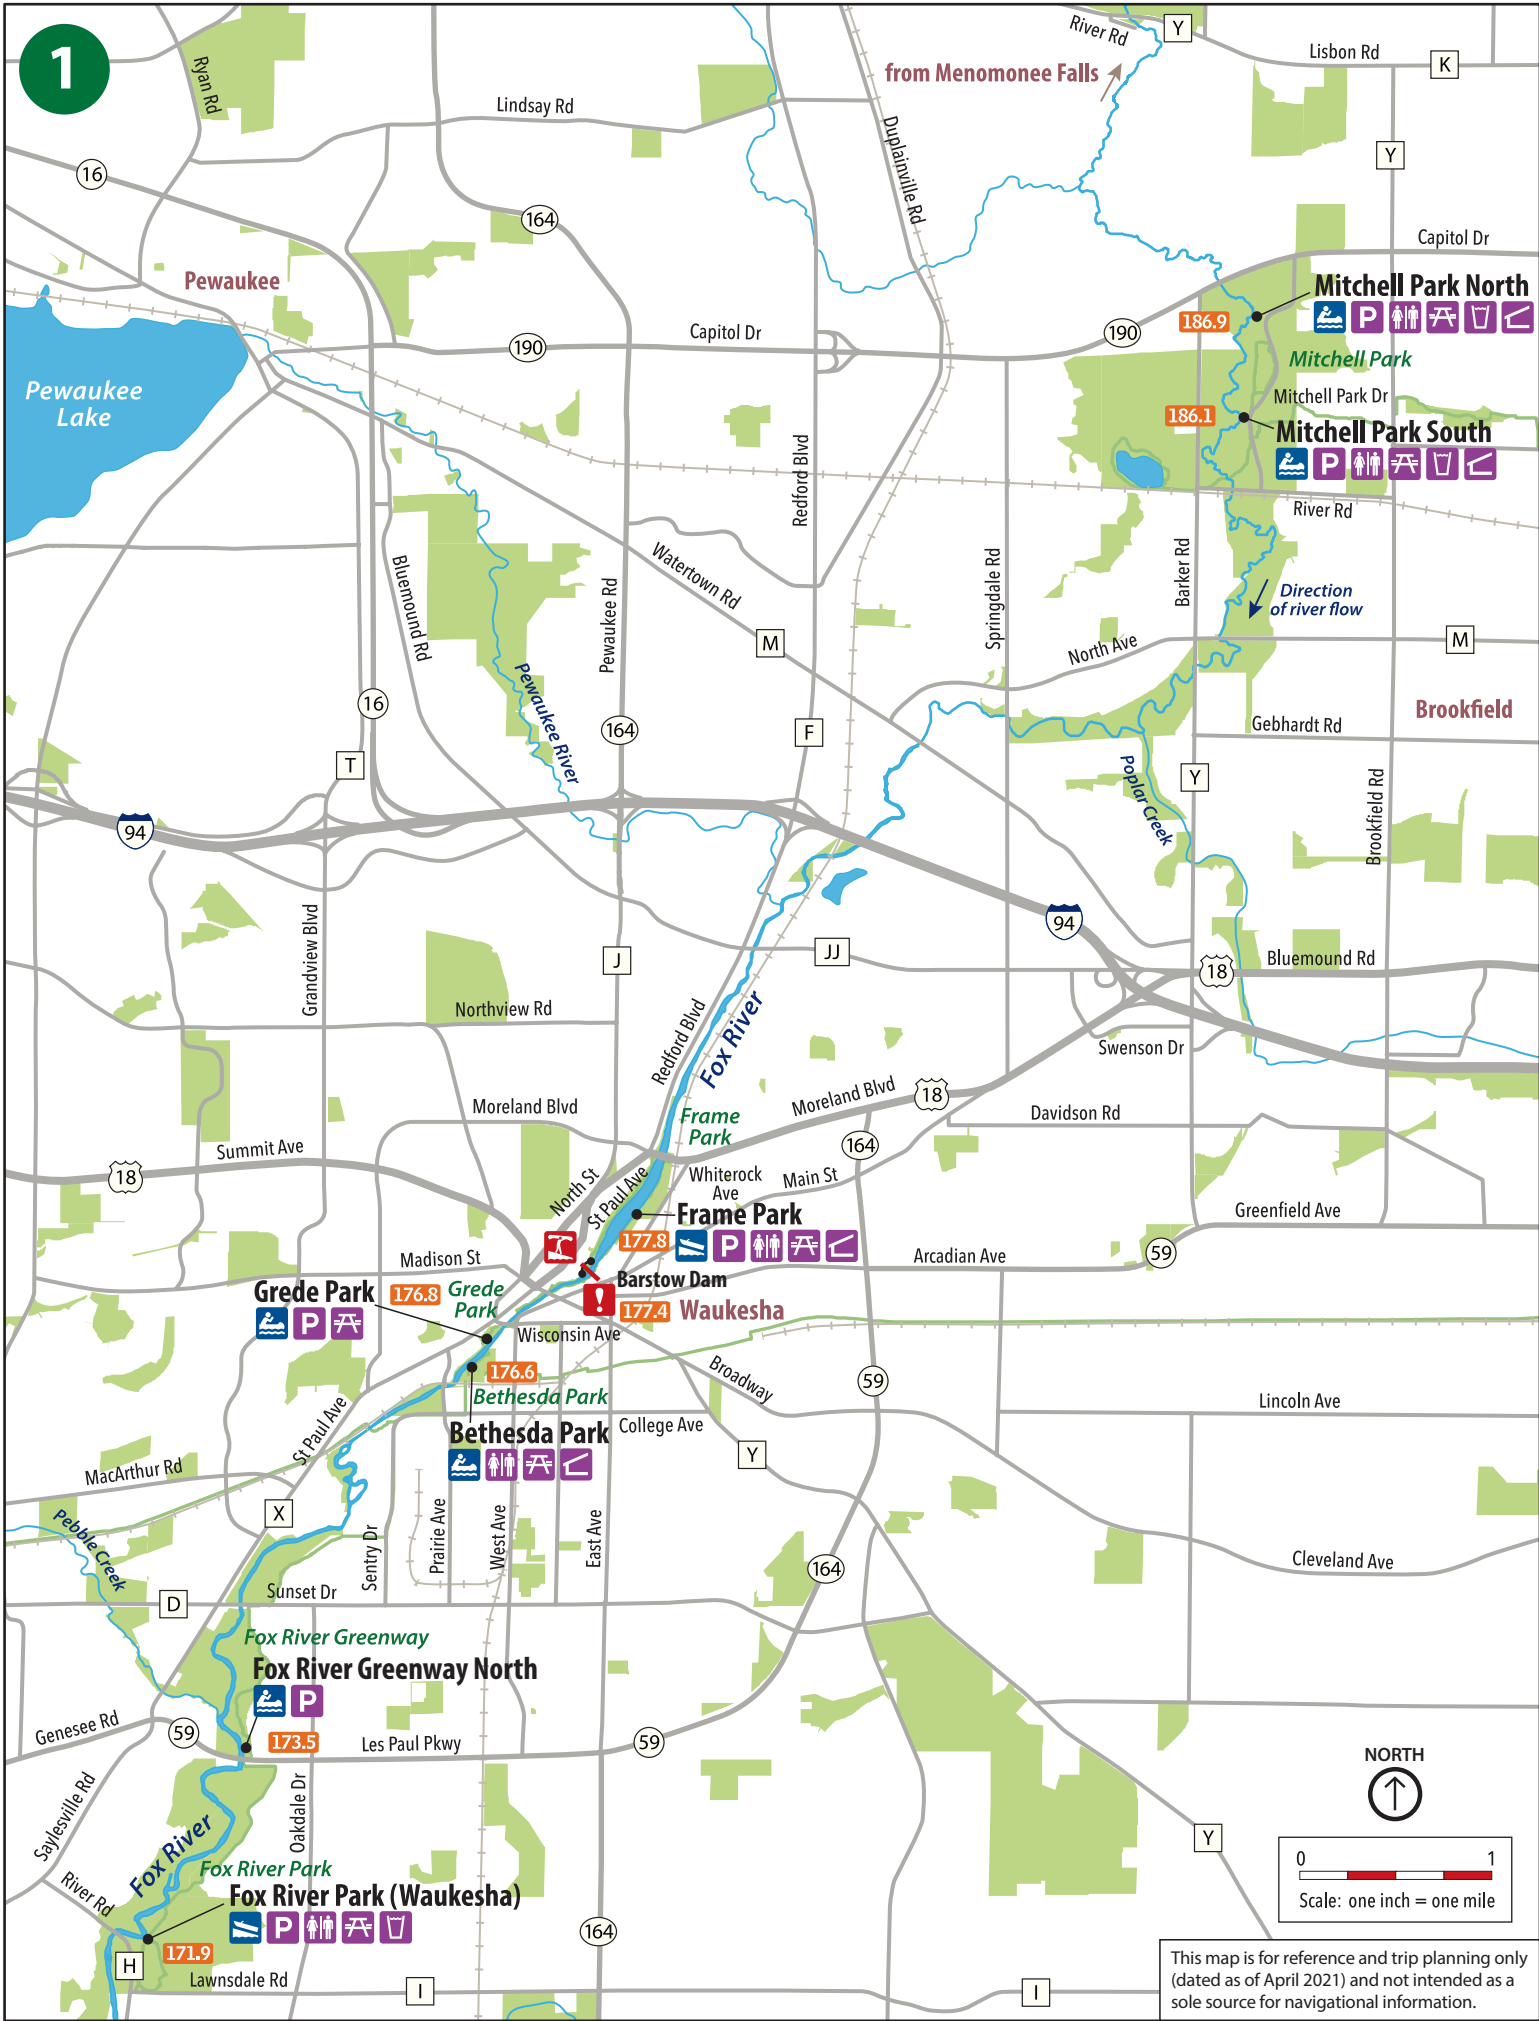 1
River Rd
Y
Lisbon Rd
K
from Menomonee Falls
Ryan Rd
Lindsay Rd
Duplainville Rd
16
Y
164
Capitol Dr
Pewaukee
Mitchell Park North
186.9
P
190
Capitol Dr
190
Mitchell Park
Pewaukee
Lake
Mitchell Park Dr
186.1
Mitchell Park South
P
Redford Blvd
River Rd
Watertown Rd
Bluemound Rd
Pewaukee Rd
Springdale Rd
Barker Rd
Direction
of river flow
M
North Ave
M
Pewaukee River
16
164
F
Brookfield
Gebhardt Rd
T
Poplar Creek
Y
Brookfield Rd
94
94
Grandview Blvd
J
JJ
18
Bluemound Rd
Northview Rd
Redford Blvd
Fox River
Swenson Dr
Moreland Blvd
Frame
Park
Moreland Blvd
18
Davidson Rd
Summit Ave
18
164
North St
St Paul Ave
Whiterock
Ave
Main St
Frame Park
177.8
P
Greenfield Ave
Madison St
Arcadian Ave
59
Barstow Dam
!
177.4
Waukesha
Grede Park
176.8
Grede
Park
P
Wisconsin Ave
176.6
Bethesda Park
Broadway
59
Lincoln Ave
St Paul Ave
Bethesda Park
College Ave
Y
MacArthur Rd
X
Pebble Creek
Sentry Dr
Prairie Ave
West Ave
East Ave
164
Cleveland Ave
Sunset Dr
D
Fox River Greenway
Fox River Greenway North
P
Genesee Rd
59
173.5
Les Paul Pkwy
59
NORTH
Saylesville Rd
Oakdale Dr
Fox River
Y
0 1
Scale: one inch = one mile
Fox River Park
River Rd
Fox River Park (Waukesha)
P
164
171.9
H
Lawnsdale Rd
I
I
This map is for reference and trip planning only
(dated as of April 2021) and not intended as a
sole source for navigational information.